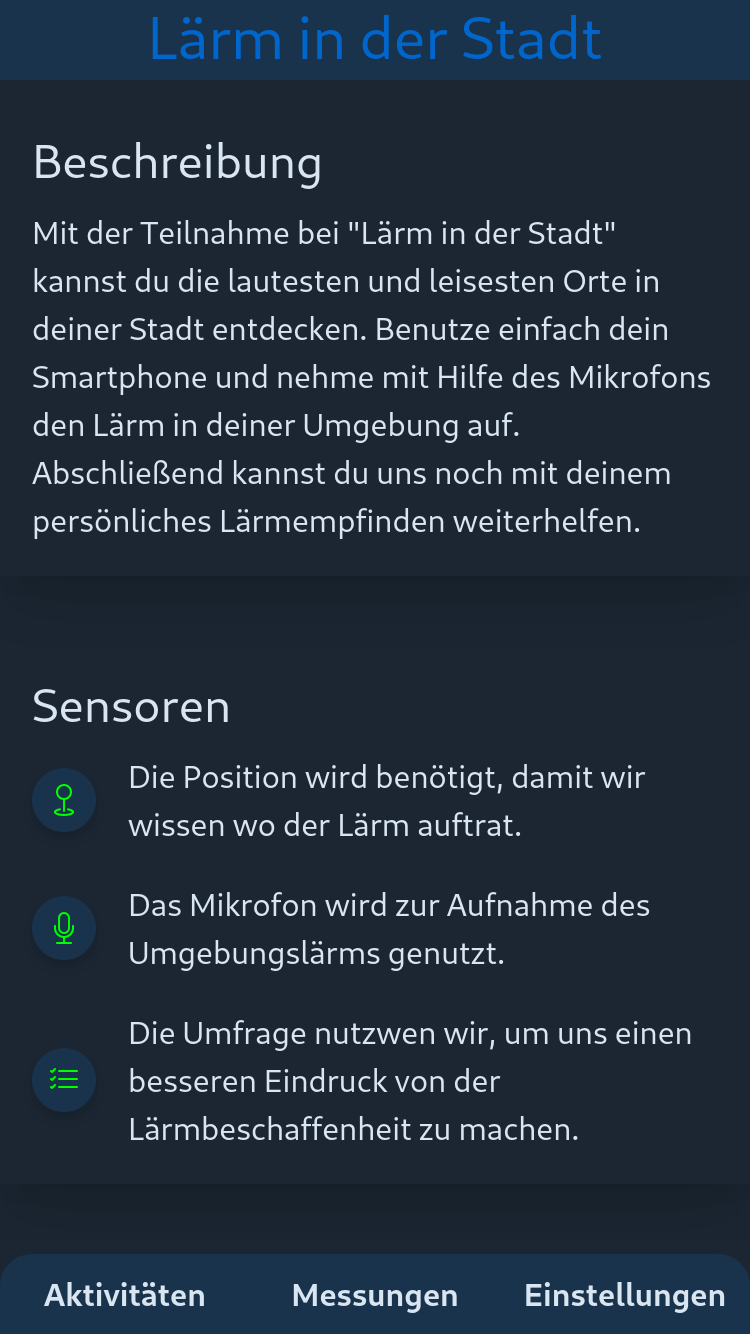 Lärm in der Stadt
Beschreibung
Mit der Teilnahme bei "Lärm in der Stadt"
kannst du die lautesten und leisesten Orte in
deiner Stadt entdecken. Benutze einfach dein
Smartphone und nehme mit Hilfe des Mikrofons
den Lärm in deiner Umgebung auf.
Abschließend kannst du uns noch mit deinem
persönliches Lärmempfinden weiterhelfen.
Sensoren
Die Position wird benötigt, damit wir
wissen wo der Lärm auftrat.
Das Mikrofon wird zur Aufnahme des
Umgebungslärms genutzt.
Die Umfrage nutzwen wir, um uns einen
besseren Eindruck von der
Lärmbeschaffenheit zu machen.
Aktivitäten Messungen Einstellungen